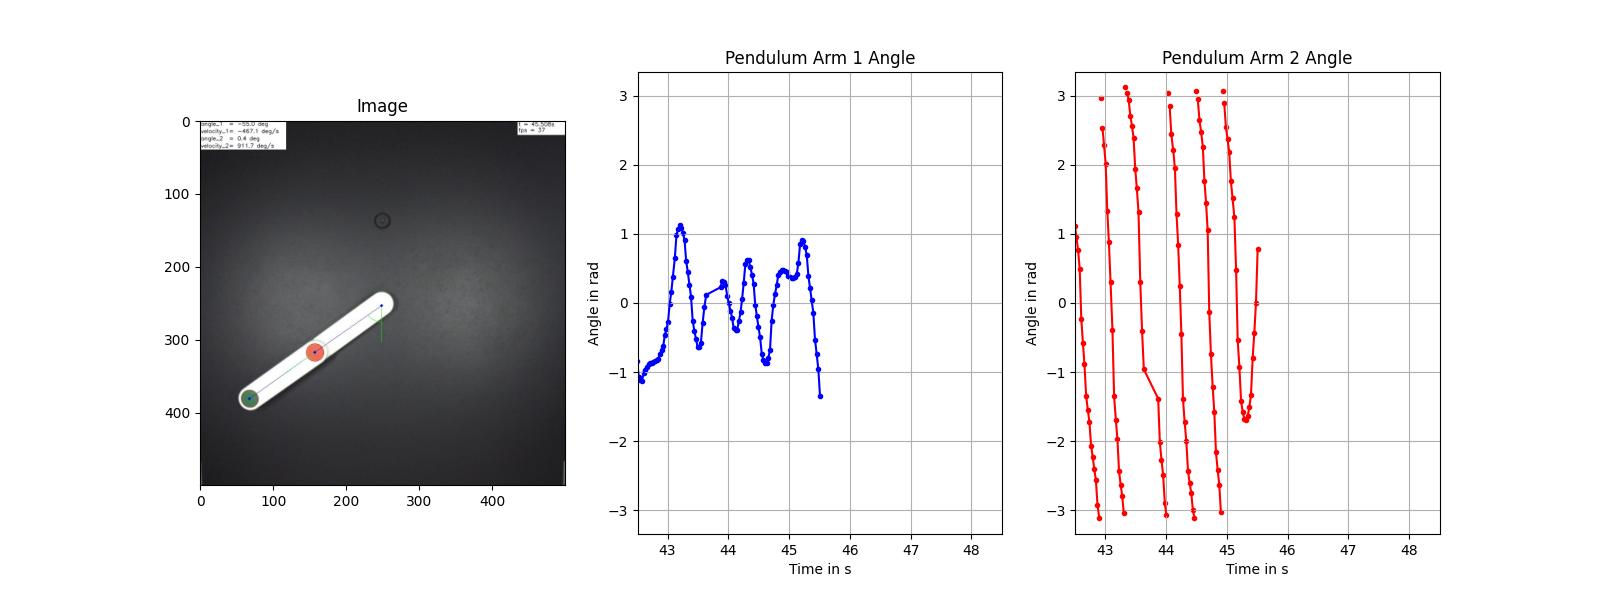 Image
angle_1 = -55.0 deg
velocity_1= -467.1 deg/s
angle_2 = 0.4 deg
velocity_2= 911.7 deg/s
t = 45.508s
fps = 37
0
100
200
300
400
0 100 200 300 400
Pendulum Arm 1 Angle
Angle in rad
3
2
1
0
−1
−2
−3
43 44 45 46 47 48
Time in s
Pendulum Arm 2 Angle
Angle in rad
3
2
1
0
−1
−2
−3
43 44 45 46 47 48
Time in s